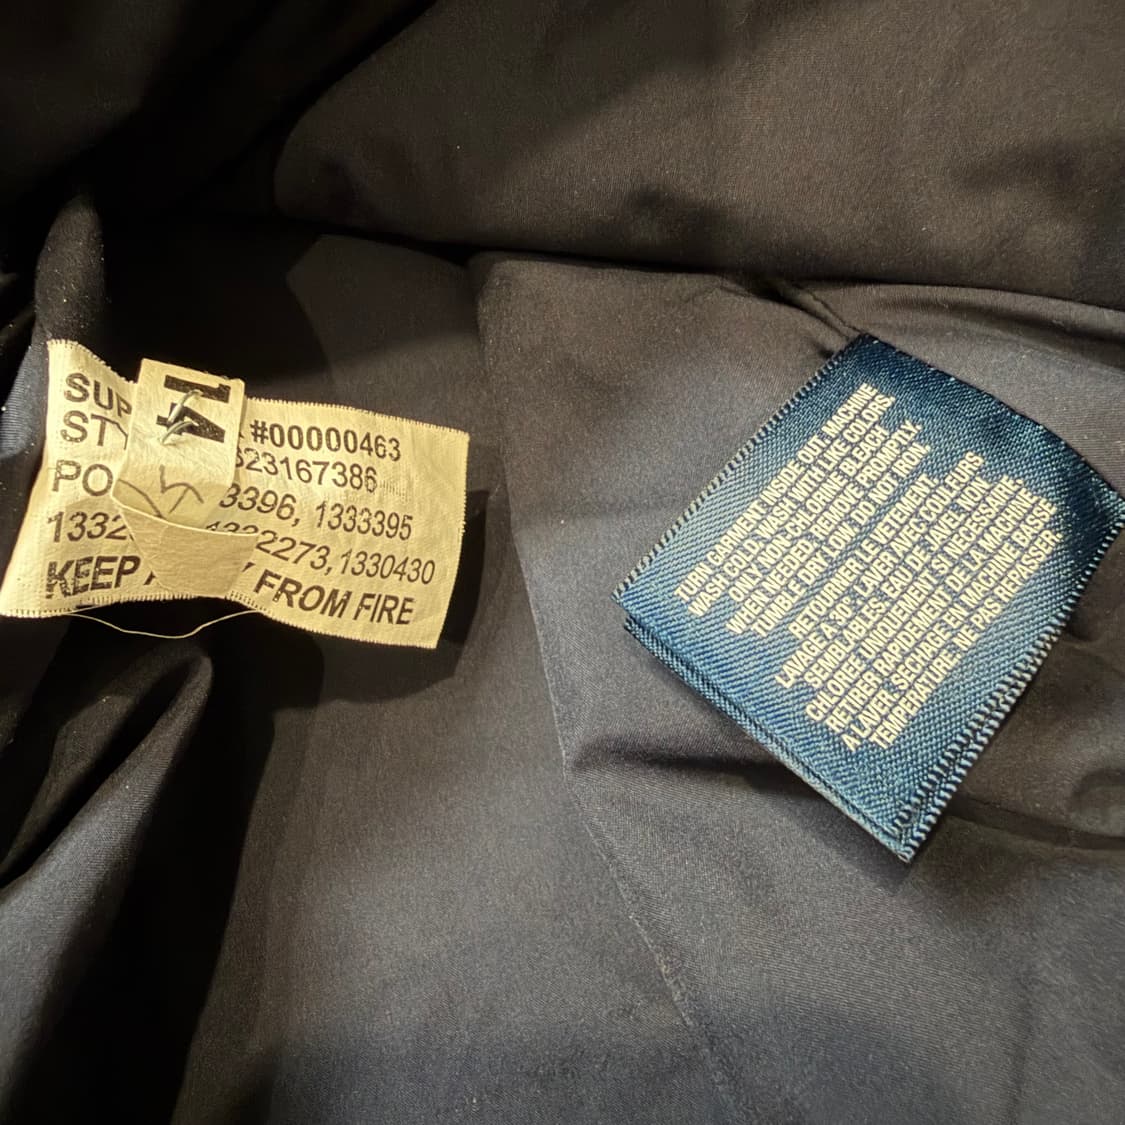 SUP #00000463
STY 623167386
PO 3396, 1333395
1332 2273, 1330430
KEEP FROM FIRE
14
TURN GARMENT INSIDE OUT. MACHINE
WASH COLD. WASH WITH LIKE COLORS.
ONLY NON-CHLORINE BLEACH
WHEN NEEDED. REMOVE PROMPTLY.
TUMBLE DRY LOW. DO NOT IRON.
RETOURNER LE VETEMENT.
LAVAGE A 30°. LAVER AVEC COULEURS
SEMBLABLES. EAU DE JAVEL NON
CHLOREE UNIQUEMENT SI NECESSAIRE.
RETIRER RAPIDEMENT DE LA MACHINE
A LAVER. SECHAGE EN MACHINE BASSE
TEMPERATURE. NE PAS REPASSER.